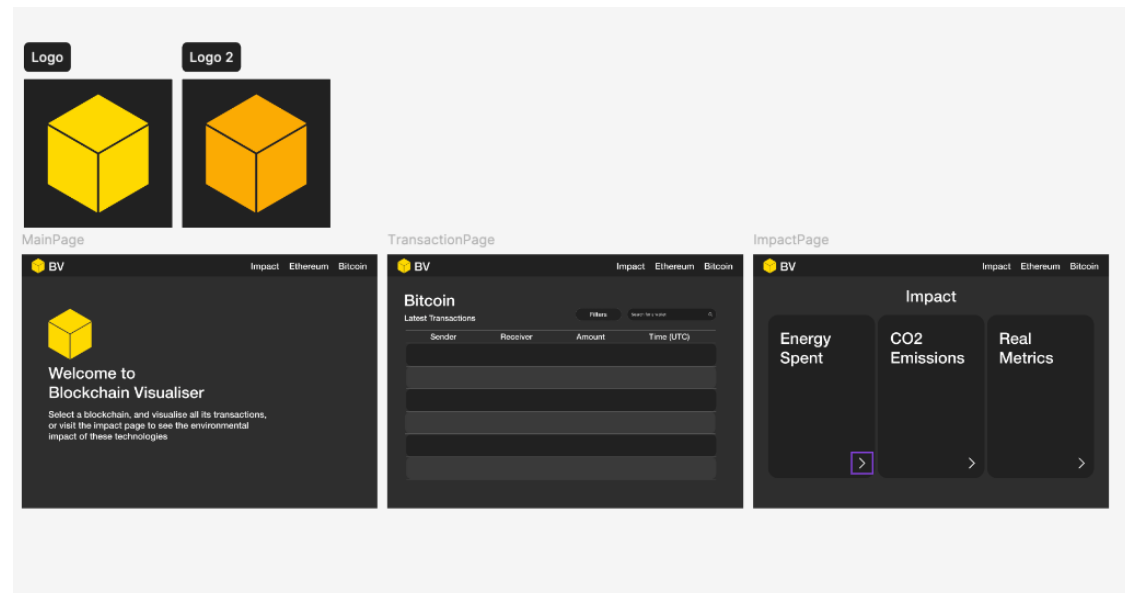 Logo
Logo 2
MainPage
BV
Impact Ethereum Bitcoin
Welcome to
Blockchain Visualiser
Select a blockchain, and visualise all its transactions,
or visit the impact page to see the environmental
impact of these technologies
TransactionPage
BV
Impact Ethereum Bitcoin
Bitcoin
Latest Transactions
Filters
Search for a wallet
Sender Receiver Amount Time (UTC)
ImpactPage
BV
Impact Ethereum Bitcoin
Impact
Energy
Spent
CO2
Emissions
Real
Metrics